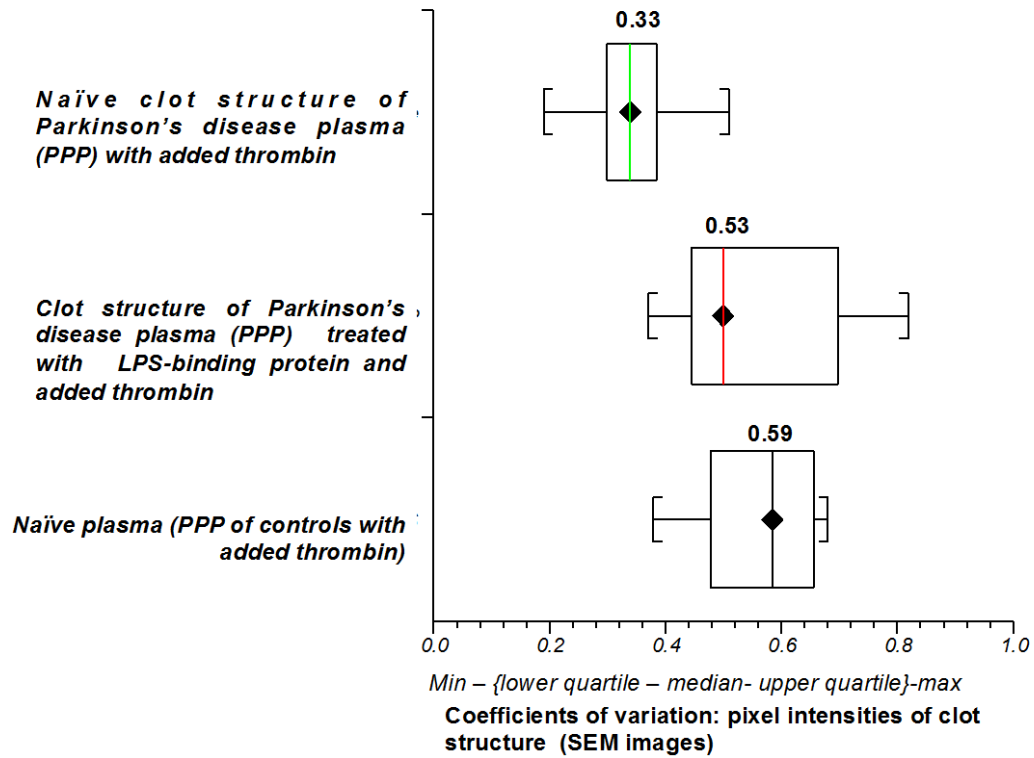 0.33
Naïve clot structure of
Parkinson's disease plasma
(PPP) with added thrombin
0.53
Clot structure of Parkinson's
disease plasma (PPP) treated
with LPS-binding protein and
added thrombin
0.59
Naïve plasma (PPP of controls with
added thrombin)
0.0 0.2 0.4 0.6 0.8 1.0
Min – {lower quartile – median- upper quartile}-max
Coefficients of variation: pixel intensities of clot
structure (SEM images)